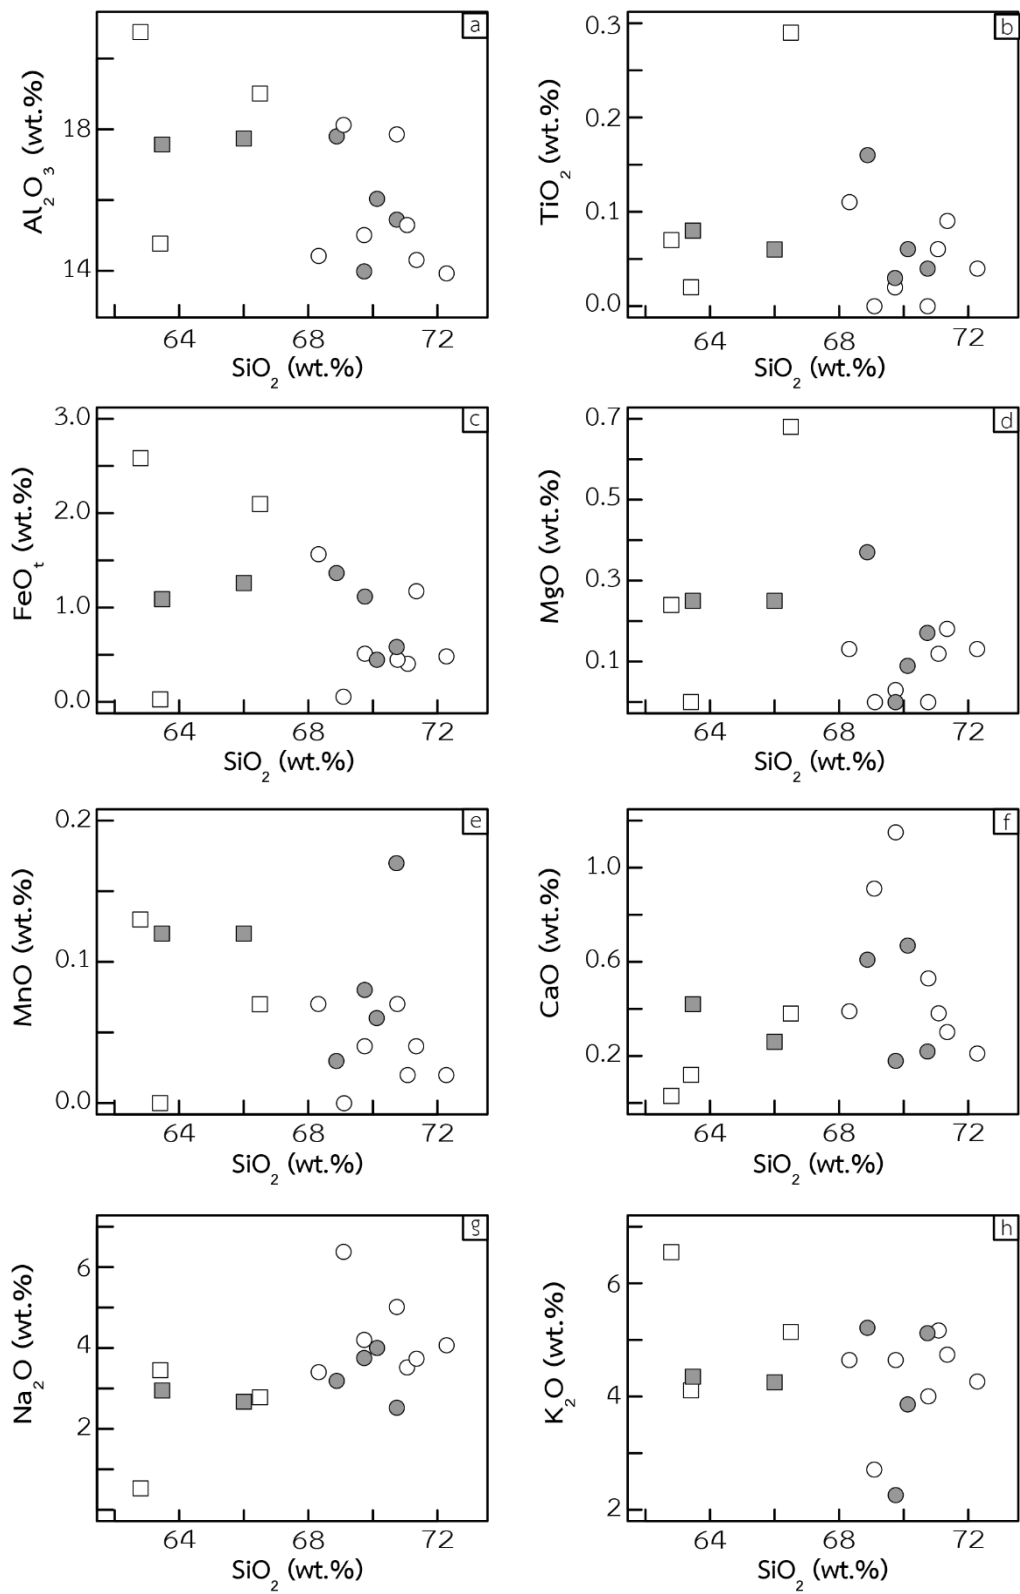 a
Al₂O₃ (wt.%)
18
14
64 68 72
SiO₂ (wt.%)
b
TiO₂ (wt.%)
0.3
0.2
0.1
0.0
64 68 72
SiO₂ (wt.%)
c
FeOₜ (wt.%)
3.0
2.0
1.0
0.0
64 68 72
SiO₂ (wt.%)
d
MgO (wt.%)
0.7
0.5
0.3
0.1
64 68 72
SiO₂ (wt.%)
e
MnO (wt.%)
0.2
0.1
0.0
64 68 72
SiO₂ (wt.%)
f
CaO (wt.%)
1.0
0.6
0.2
64 68 72
SiO₂ (wt.%)
g
Na₂O (wt.%)
6
4
2
64 68 72
SiO₂ (wt.%)
h
K₂O (wt.%)
6
4
2
64 68 72
SiO₂ (wt.%)